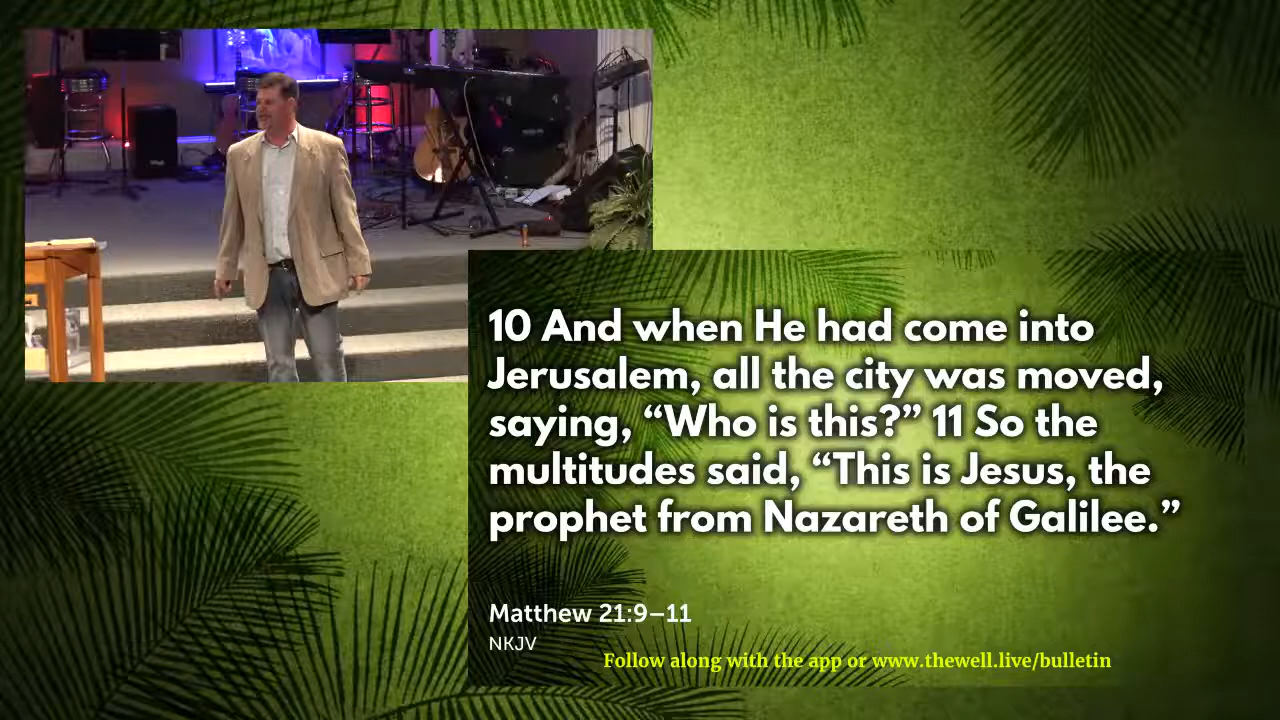 10 And when He had come into
Jerusalem, all the city was moved,
saying, “Who is this?” 11 So the
multitudes said, “This is Jesus, the
prophet from Nazareth of Galilee.”
Matthew 21:9–11
NKJV
Follow along with the app or www.thewell.live/bulletin